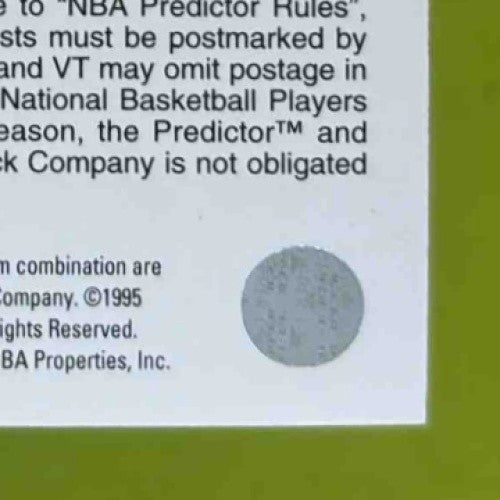 to "NBA Predictor Rules",
sts must be postmarked by
and VT may omit postage in
National Basketball Players
eason, the Predictor™ and
ck Company is not obligated
m combination are
Company. ©1995
ights Reserved.
BA Properties, Inc.